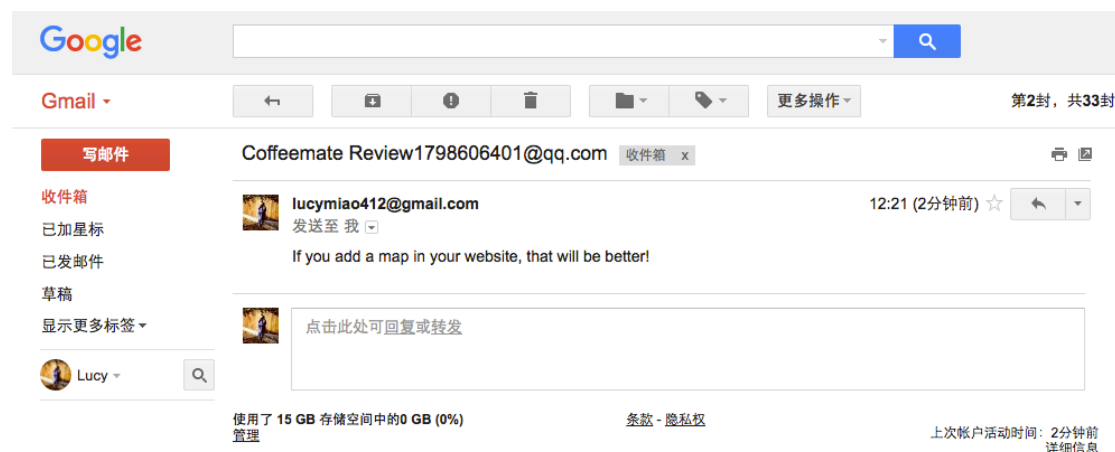 Google
Gmail
更多操作
第2封，共33封
写邮件
Coffeemate Review1798606401@qq.com 收件箱 x
收件箱
lucymiao412@gmail.com 12:21 (2分钟前)
发送至 我
已加星标
If you add a map in your website, that will be better!
已发邮件
草稿
显示更多标签
点击此处可回复或转发
Lucy
使用了 15 GB 存储空间中的0 GB (0%)
管理
条款 - 隐私权
上次帐户活动时间：2分钟前
详细信息